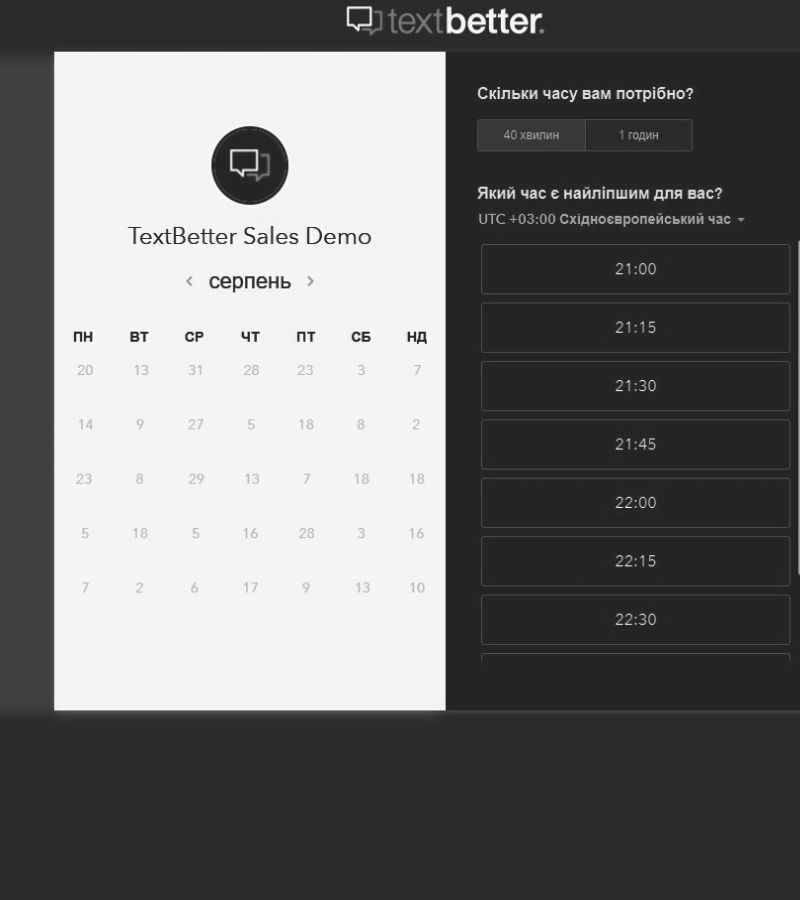 textbetter.
TextBetter Sales Demo
серпень
ПН ВТ СР ЧТ ПТ СБ НД
20 13 31 28 23 3 7
14 9 27 5 18 8 2
23 8 29 13 7 18 18
5 18 5 16 28 3 16
7 2 6 17 9 13 10
Скільки часу вам потрібно?
40 хвилин 1 годин
Який час є найліпшим для вас?
UTC +03:00 Східноєвропейський час
21:00
21:15
21:30
21:45
22:00
22:15
22:30